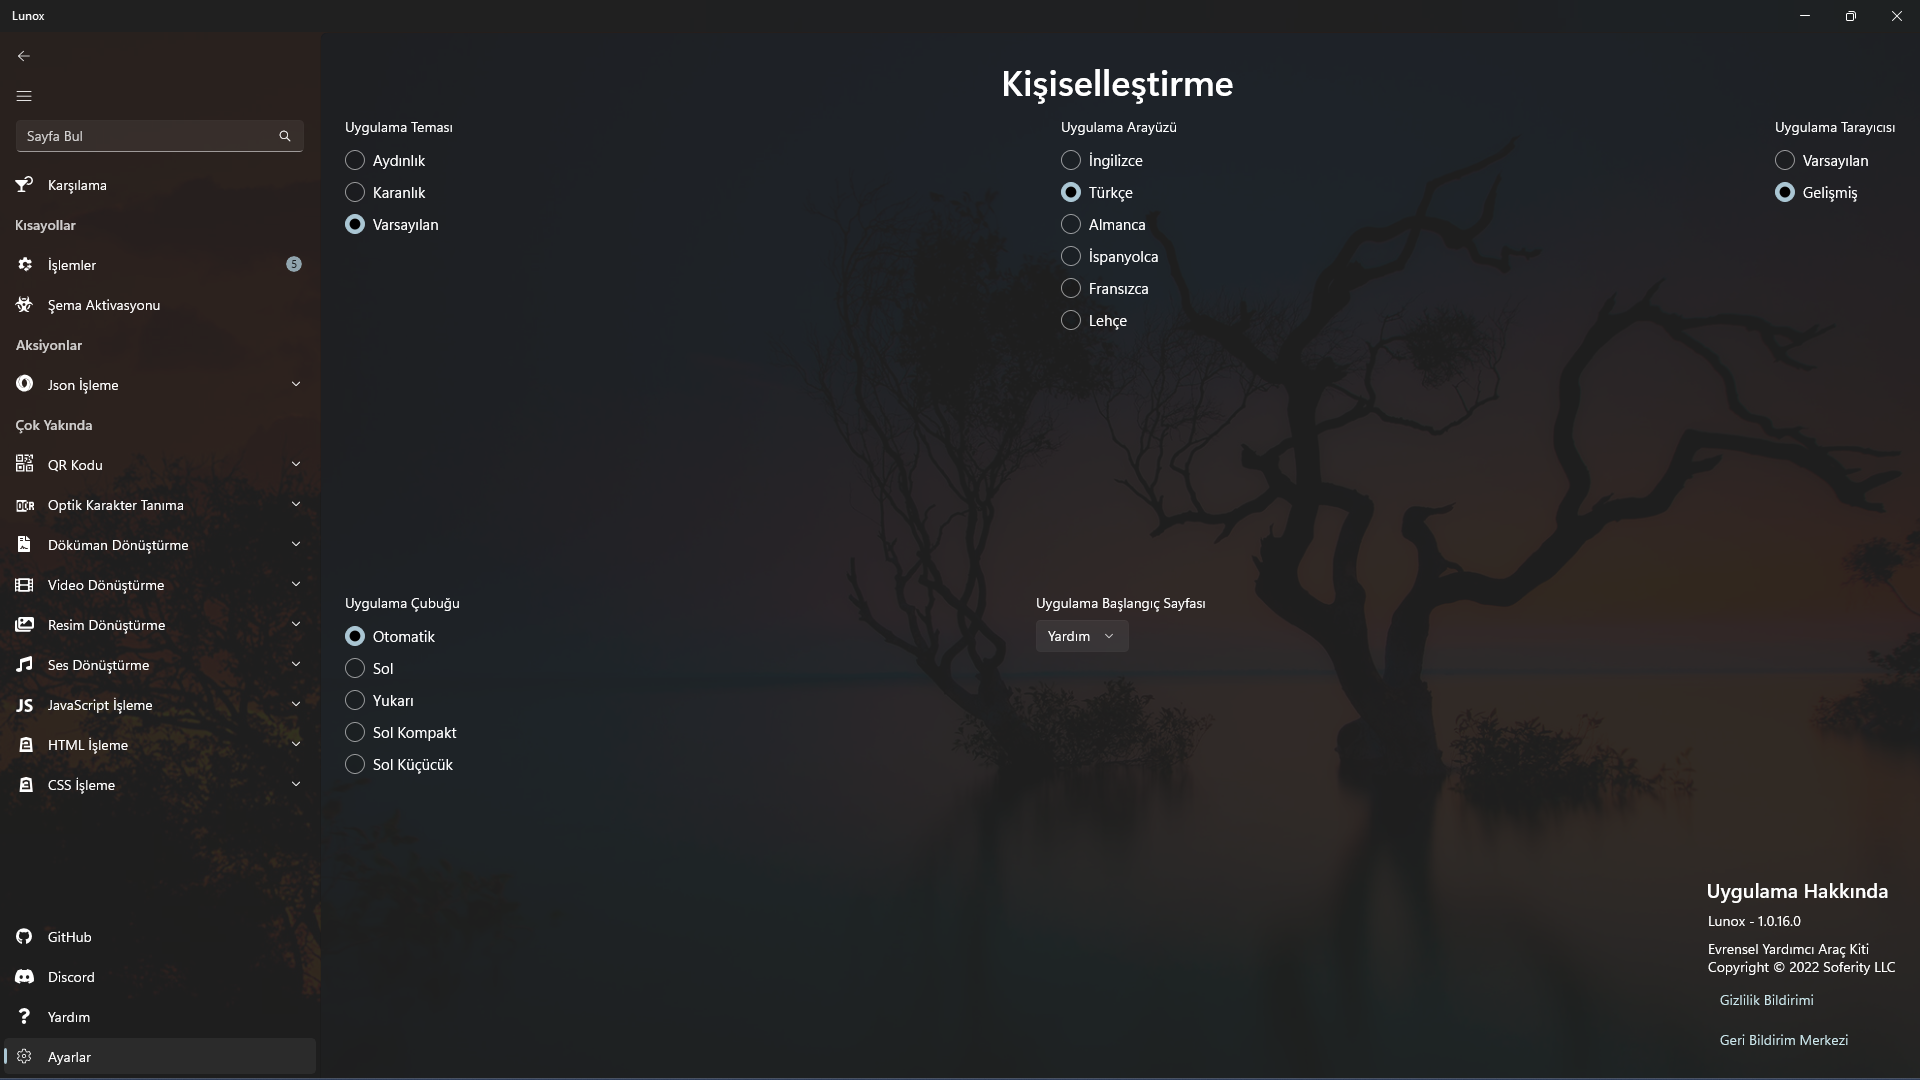 Lunox
Sayfa Bul
Karşılama
Kısayollar
İşlemler
5
Şema Aktivasyonu
Aksiyonlar
Json İşleme
Çok Yakında
QR Kodu
OCR
Optik Karakter Tanıma
Döküman Dönüştürme
Video Dönüştürme
Resim Dönüştürme
Ses Dönüştürme
JS
JavaScript İşleme
HTML İşleme
CSS İşleme
GitHub
Discord
?
Yardım
Ayarlar
Kişiselleştirme
Uygulama Teması
Aydınlık
Karanlık
Varsayılan
Uygulama Arayüzü
İngilizce
Türkçe
Almanca
İspanyolca
Fransızca
Lehçe
Uygulama Tarayıcısı
Varsayılan
Gelişmiş
Uygulama Çubuğu
Otomatik
Sol
Yukarı
Sol Kompakt
Sol Küçücük
Uygulama Başlangıç Sayfası
Yardım
Uygulama Hakkında
Lunox - 1.0.16.0
Evrensel Yardımcı Araç Kiti
Copyright © 2022 Soferity LLC
Gizlilik Bildirimi
Geri Bildirim Merkezi